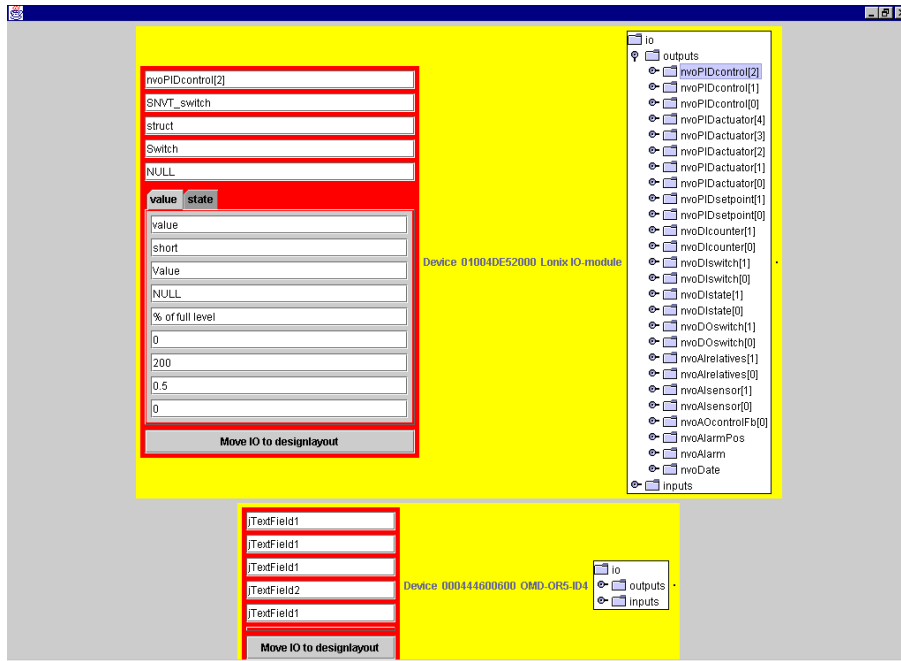 nvoPIDcontrol[2]
SNVT_switch
struct
Switch
NULL
value state
value
short
Value
NULL
% of full level
0
200
0.5
0
Move IO to designlayout
Device 01004DE52000 Lonix IO-module
io
outputs
nvoPIDcontrol[2]
nvoPIDcontrol[1]
nvoPIDcontrol[0]
nvoPIDactuator[4]
nvoPIDactuator[3]
nvoPIDactuator[2]
nvoPIDactuator[1]
nvoPIDactuator[0]
nvoPIDsetpoint[1]
nvoPIDsetpoint[0]
nvoDIcounter[1]
nvoDIcounter[0]
nvoDIswitch[1]
nvoDIswitch[0]
nvoDIstate[1]
nvoDIstate[0]
nvoDOswitch[1]
nvoDOswitch[0]
nvoAIrelatives[1]
nvoAIrelatives[0]
nvoAIsensor[1]
nvoAIsensor[0]
nvoAOcontrolFb[0]
nvoAlarmPos
nvoAlarm
nvoDate
inputs
jTextField1
jTextField1
jTextField1
jTextField2
jTextField1
Move IO to designlayout
Device 000444600600 OMD-OR5-ID4
io
outputs
inputs